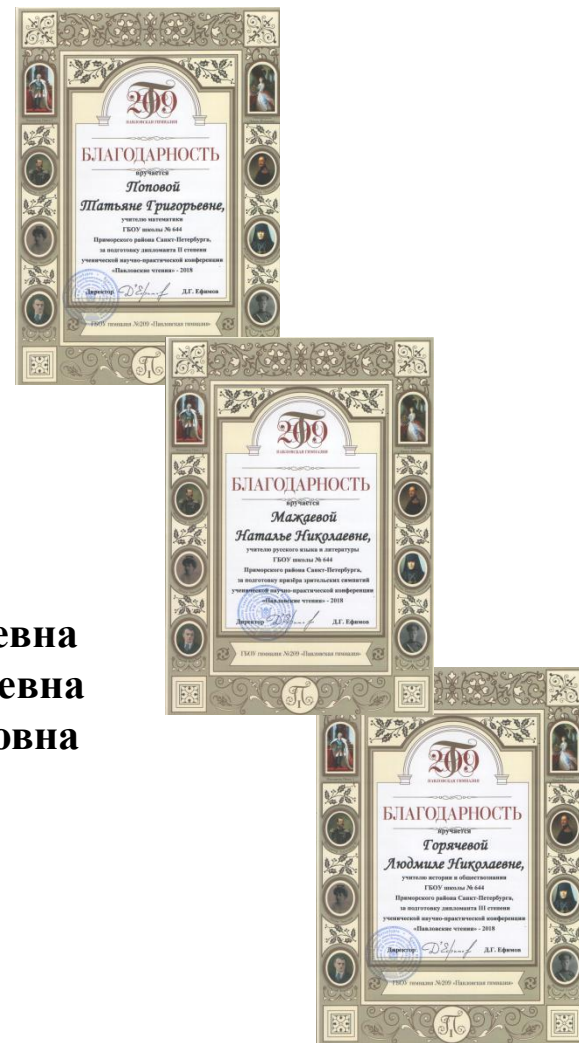 209
ПАВЛОВСКАЯ ГИМНАЗИЯ
БЛАГОДАРНОСТЬ
вручается
Поповой
Татьяне Григорьевне,
учителю математики
ГБОУ школы № 644
Приморского района Санкт-Петербурга,
за подготовку дипломанта II степени
ученической научно-практической конференции
«Павловские чтения» - 2018
Директор Д.Г. Ефимов
ГБОУ гимназия №209 «Павловская гимназия»
209
ПАВЛОВСКАЯ ГИМНАЗИЯ
БЛАГОДАРНОСТЬ
вручается
Мажаевой
Наталье Николаевне,
учителю русского языка и литературы
ГБОУ школы № 644
Приморского района Санкт-Петербурга,
за подготовку призёра зрительских симпатий
ученической научно-практической конференции
«Павловские чтения» - 2018
Директор Д.Г. Ефимов
ГБОУ гимназия №209 «Павловская гимназия»
евна
евна
овна
209
ПАВЛОВСКАЯ ГИМНАЗИЯ
БЛАГОДАРНОСТЬ
вручается
Горячевой
Людмиле Николаевне,
учителю истории и обществознания
ГБОУ школы № 644
Приморского района Санкт-Петербурга,
за подготовку дипломанта III степени
ученической научно-практической конференции
«Павловские чтения» - 2018
Директор Д.Г. Ефимов
ГБОУ гимназия №209 «Павловская гимназия»